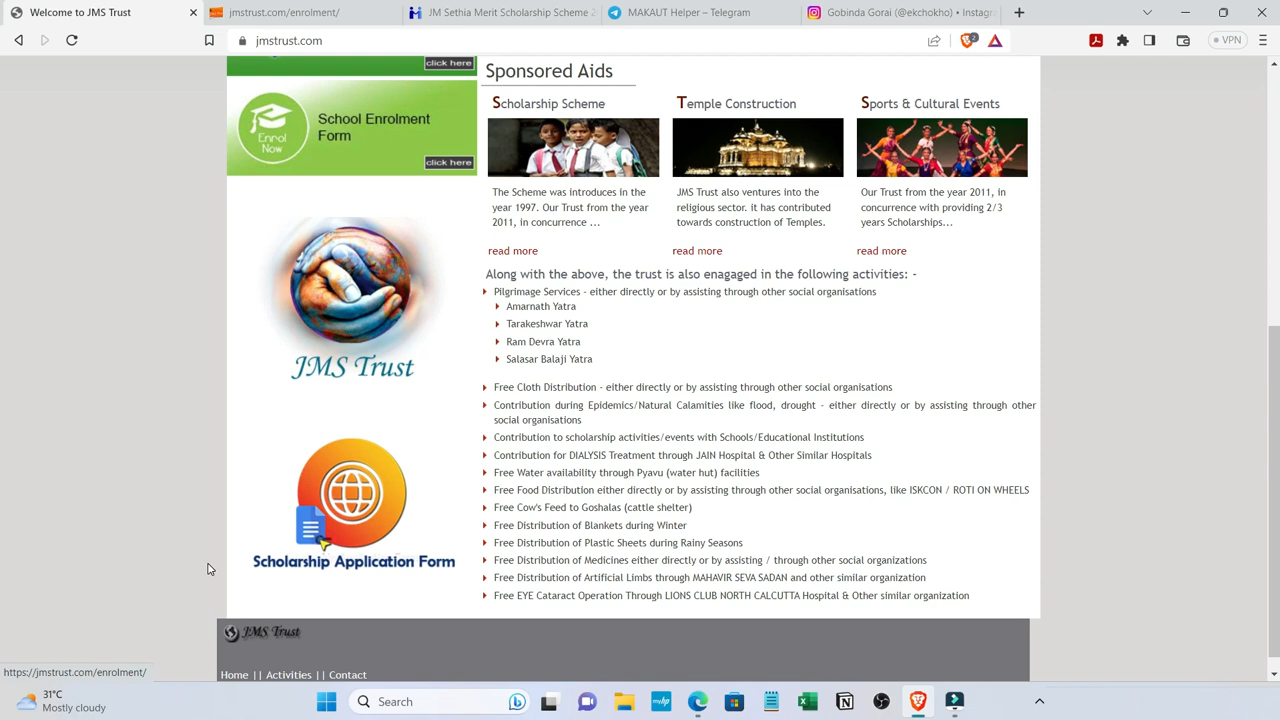 Welcome to JMS Trust
jmstrust.com/enrolment/
JM Sethia Merit Scholarship Scheme 2
MAKAUT Helper – Telegram
Gobinda Gorai (@ekchokho) • Instagra
jmstrust.com
2
VPN
click here
Enrol
Now
School Enrolment
Form
click here
JMS Trust
Scholarship Application Form
Sponsored Aids
Scholarship Scheme
Temple Construction
Sports & Cultural Events
The Scheme was introduces in the
year 1997. Our Trust from the year
2011, in concurrence ...
JMS Trust also ventures into the
religious sector. it has contributed
towards construction of Temples.
Our Trust from the year 2011, in
concurrence with providing 2/3
years Scholarships...
read more
read more
read more
Along with the above, the trust is also enagaged in the following activities: -
Pilgrimage Services - either directly or by assisting through other social organisations
Amarnath Yatra
Tarakeshwar Yatra
Ram Devra Yatra
Salasar Balaji Yatra
Free Cloth Distribution - either directly or by assisting through other social organisations
Contribution during Epidemics/Natural Calamities like flood, drought - either directly or by assisting through other
social organisations
Contribution to scholarship activities/events with Schools/Educational Institutions
Contribution for DIALYSIS Treatment through JAIN Hospital & Other Similar Hospitals
Free Water availability through Pyavu (water hut) facilities
Free Food Distribution either directly or by assisting through other social organisations, like ISKCON / ROTI ON WHEELS
Free Cow's Feed to Goshalas (cattle shelter)
Free Distribution of Blankets during Winter
Free Distribution of Plastic Sheets during Rainy Seasons
Free Distribution of Medicines either directly or by assisting / through other social organizations
Free Distribution of Artificial Limbs through MAHAVIR SEVA SADAN and other similar organization
Free EYE Cataract Operation Through LIONS CLUB NORTH CALCUTTA Hospital & Other similar organization
JMS Trust
Home || Activities || Contact
https://jmstrust.com/enrolment/
31°C
Mostly cloudy
Search